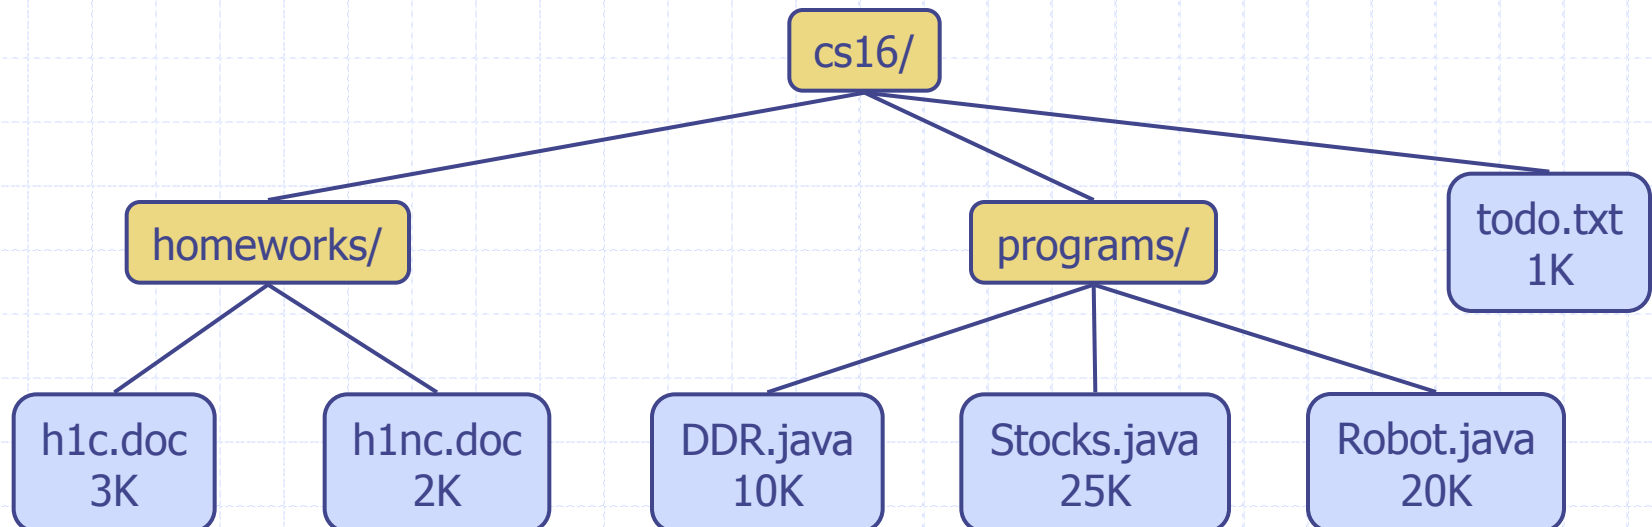 cs16/
homeworks/
programs/
todo.txt
1K
h1c.doc
3K
h1nc.doc
2K
DDR.java
10K
Stocks.java
25K
Robot.java
20K